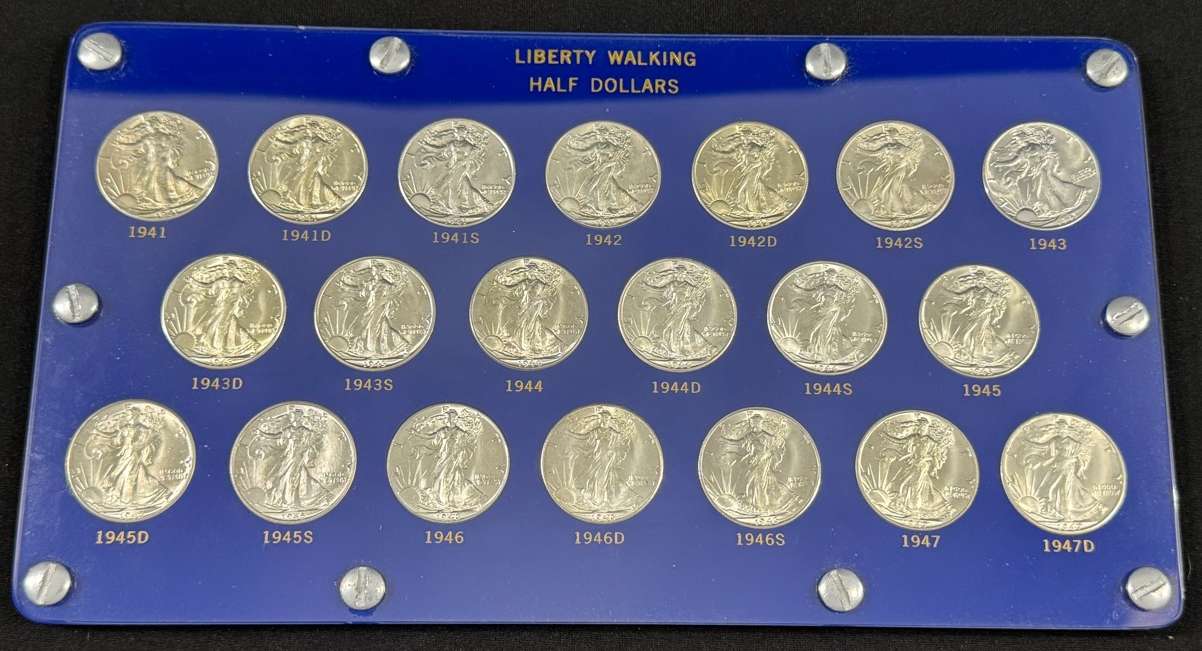 LIBERTY WALKING
HALF DOLLARS
1941 1941D 1941S 1942 1942D 1942S 1943
1943D 1943S 1944 1944D 1944S 1945
1945D 1945S 1946 1946D 1946S 1947 1947D